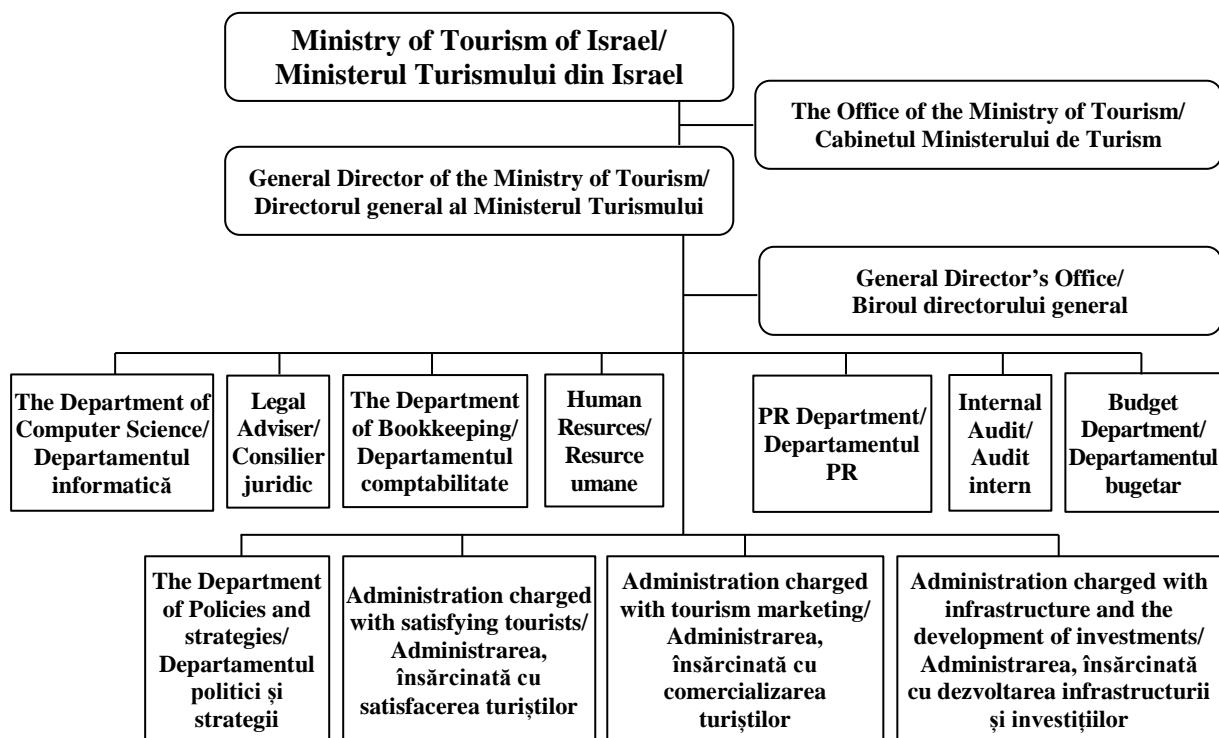 Ministry of Tourism of Israel/
Ministerul Turismului din Israel
The Office of the Ministry of Tourism/
Cabinetul Ministerului de Turism
General Director of the Ministry of Tourism/
Directorul general al Ministerul Turismului
General Director’s Office/
Biroul directorului general
The Department of
Computer Science/
Departamentul
informatică
Legal
Adviser/
Consilier
juridic
The Department
of Bookkeeping/
Departamentul
comptabilitate
Human
Resurces/
Resurce
umane
PR Department/
Departamentul
PR
Internal
Audit/
Audit
intern
Budget
Department/
Departamentul
bugetar
The Department
of Policies and
strategies/
Departamentul
politici și
strategii
Administration charged
with satisfying tourists/
Administrarea,
însărcinată cu
satisfacerea turiștilor
Administration charged
with tourism marketing/
Administrarea,
însărcinată cu
comercializarea
turiștilor
Administration charged with
infrastructure and the
development of investments/
Administrarea, însărcinată
cu dezvoltarea infrastructurii
și investițiilor